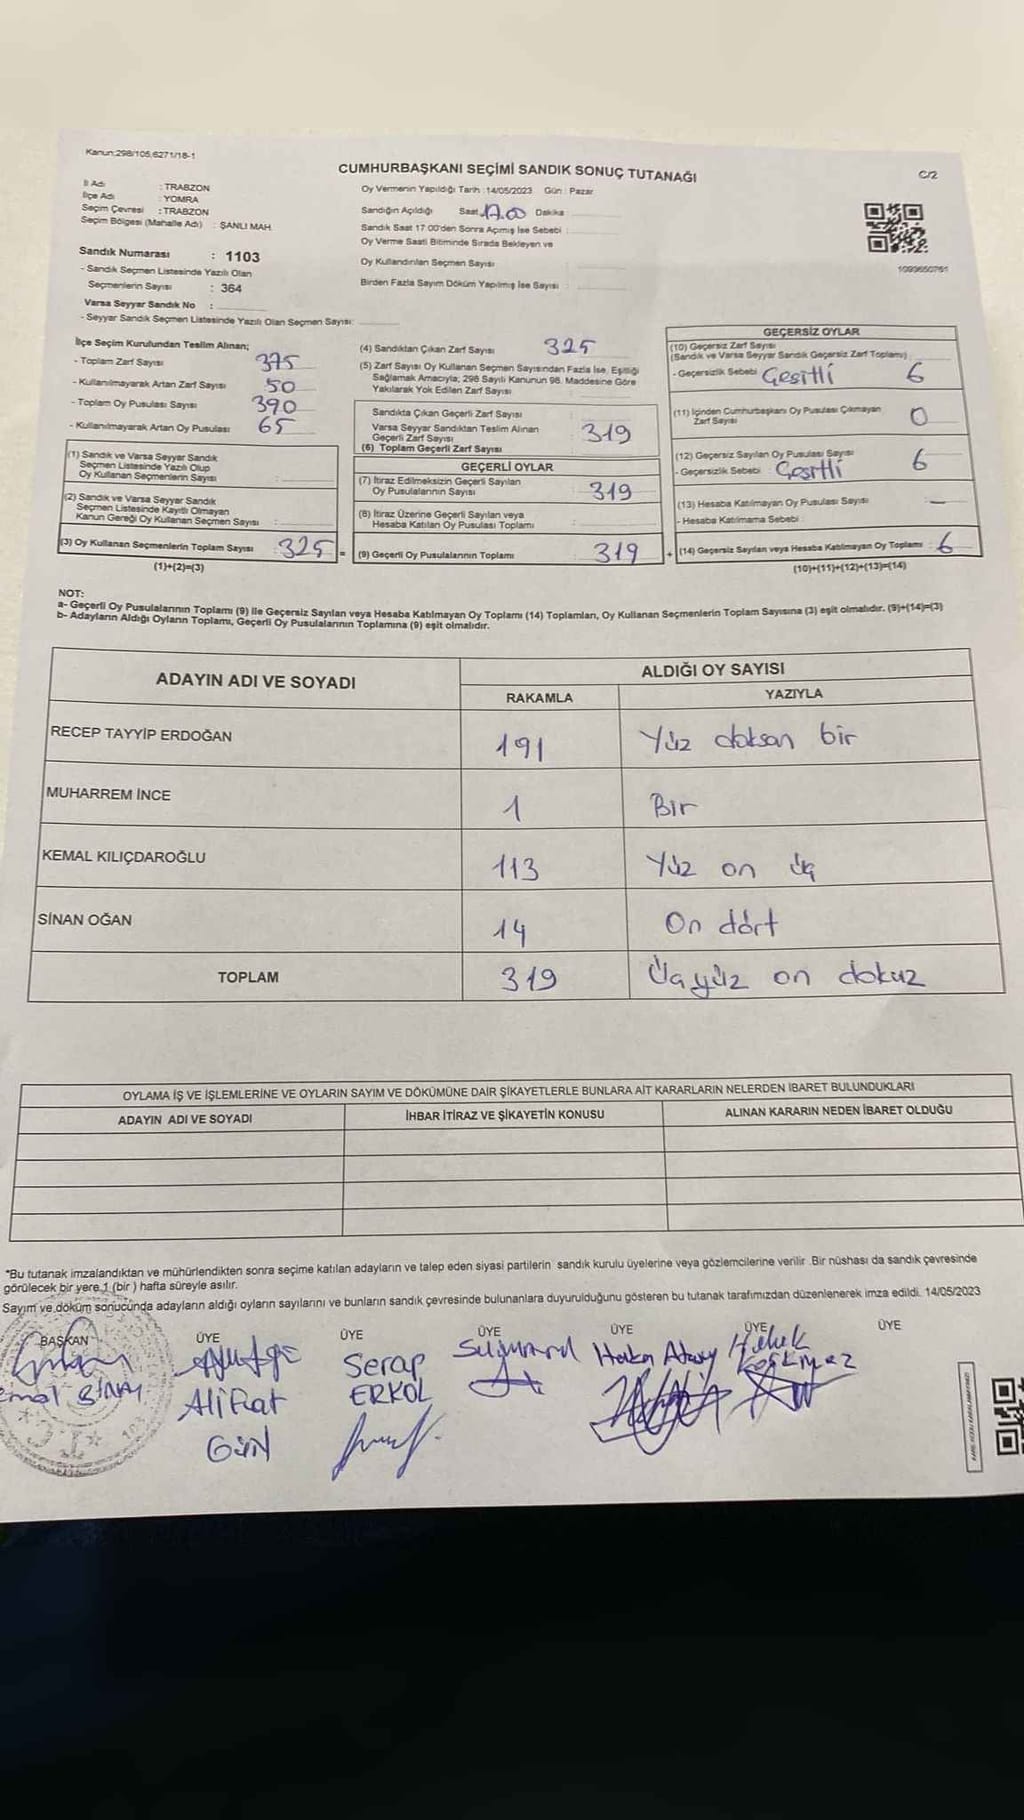 Kanun:298/105,6271/18-1
CUMHURBAŞKANI SEÇİMİ SANDIK SONUÇ TUTANAĞI
C/2
İl Adı : TRABZON
İlçe Adı : YOMRA
Seçim Çevresi : TRABZON
Seçim Bölgesi (Mahalle Adı) : ŞANLI MAH.
Oy Vermenin Yapıldığı Tarih :14/05/2023 Gün : Pazar
Sandığın Açıldığı Saat 17.00 Dakika
Sandık Saat 17:00'den Sonra Açmış İse Sebebi :
Oy Verme Saati Bitiminde Sırada Bekleyen ve
Oy Kullandırılan Seçmen Sayısı :
Birden Fazla Sayım Döküm Yapılmış İse Sayısı :
1093650761
Sandık Numarası : 1103
- Sandık Seçmen Listesinde Yazılı Olan
Seçmenlerin Sayısı : 364
Varsa Seyyar Sandık No :
- Seyyar Sandık Seçmen Listesinde Yazılı Olan Seçmen Sayısı:
İlçe Seçim Kurulundan Teslim Alınan;
- Toplam Zarf Sayısı 375
- Kullanılmayarak Artan Zarf Sayısı 50
- Toplam Oy Pusulası Sayısı 390
- Kullanılmayarak Artan Oy Pusulası 65
(1) Sandık ve Varsa Seyyar Sandık
Seçmen Listesinde Yazılı Olup
Oy Kullanan Seçmenlerin Sayısı :
(2) Sandık ve Varsa Seyyar Sandık
Seçmen Listesinde Kayıtlı Olmayan
Kanun Gereği Oy Kullanan Seçmen Sayısı :
(3) Oy Kullanan Seçmenlerin Toplam Sayısı : 325 =
(1)+(2)=(3)
(4) Sandıktan Çıkan Zarf Sayısı 325
(5) Zarf Sayısı Oy Kullanan Seçmen Sayısından Fazla İse, Eşitliği
Sağlamak Amacıyla; 298 Sayılı Kanunun 98. Maddesine Göre
Yakılarak Yok Edilen Zarf Sayısı :
Sandıkta Çıkan Geçerli Zarf Sayısı
Varsa Seyyar Sandıktan Teslim Alınan
Geçerli Zarf Sayısı
(6) Toplam Geçerli Zarf Sayısı : 319
GEÇERLİ OYLAR
(7) İtiraz Edilmeksizin Geçerli Sayılan
Oy Pusulalarının Sayısı : 319
(8) İtiraz Üzerine Geçerli Sayılan veya
Hesaba Katılan Oy Pusulası Toplamı :
(9) Geçerli Oy Pusulalarının Toplamı : 319 +
GEÇERSİZ OYLAR
(10) Geçersiz Zarf Sayısı
(Sandık ve Varsa Seyyar Sandık Geçersiz Zarf Toplamı)
- Geçersizlik Sebebi : Çeşitli 6
(11) İçinden Cumhurbaşkanı Oy Pusulası Çıkmayan
Zarf Sayısı : 0
(12) Geçersiz Sayılan Oy Pusulası Sayısı : 6
- Geçersizlik Sebebi : Çeşitli
(13) Hesaba Katılmayan Oy Pusulası Sayısı : –
- Hesaba Katılmama Sebebi :
(14) Geçersiz Sayılan veya Hesaba Katılmayan Oy Toplamı : 6
(10)+(11)+(12)+(13)=(14)
NOT:
a- Geçerli Oy Pusulalarının Toplamı (9) ile Geçersiz Sayılan veya Hesaba Katılmayan Oy Toplamı (14) Toplamları, Oy Kullanan Seçmenlerin Toplam Sayısına (3) eşit olmalıdır. (9)+(14)=(3)
b- Adayların Aldığı Oyların Toplamı, Geçerli Oy Pusulalarının Toplamına (9) eşit olmalıdır.
ADAYIN ADI VE SOYADI ALDIĞI OY SAYISI
RAKAMLA YAZIYLA
RECEP TAYYİP ERDOĞAN 191 Yüz doksan bir
MUHARREM İNCE 1 Bir
KEMAL KILIÇDAROĞLU 113 Yüz on üç
SİNAN OĞAN 14 On dört
TOPLAM 319 Üçyüz on dokuz
OYLAMA İŞ VE İŞLEMLERİNE VE OYLARIN SAYIM VE DÖKÜMÜNE DAİR ŞİKAYETLERLE BUNLARA AİT KARARLARIN NELERDEN İBARET BULUNDUKLARI
ADAYIN ADI VE SOYADI İHBAR İTİRAZ VE ŞİKAYETİN KONUSU ALINAN KARARIN NEDEN İBARET OLDUĞU
*Bu tutanak imzalandıktan ve mühürlendikten sonra seçime katılan adayların ve talep eden siyasi partilerin sandık kurulu üyelerine veya gözlemcilerine verilir. Bir nüshası da sandık çevresinde
görülecek bir yere 1 (bir ) hafta süreyle asılır.
Sayım ve döküm sonucunda adayların aldığı oyların sayılarını ve bunların sandık çevresinde bulunanlara duyurulduğunu gösteren bu tutanak tarafımızdan düzenlenerek imza edildi. 14/05/2023
BAŞKAN ÜYE ÜYE ÜYE ÜYE ÜYE ÜYE
Ali Fuat
GÜN
Serap
ERKOL
Hakan